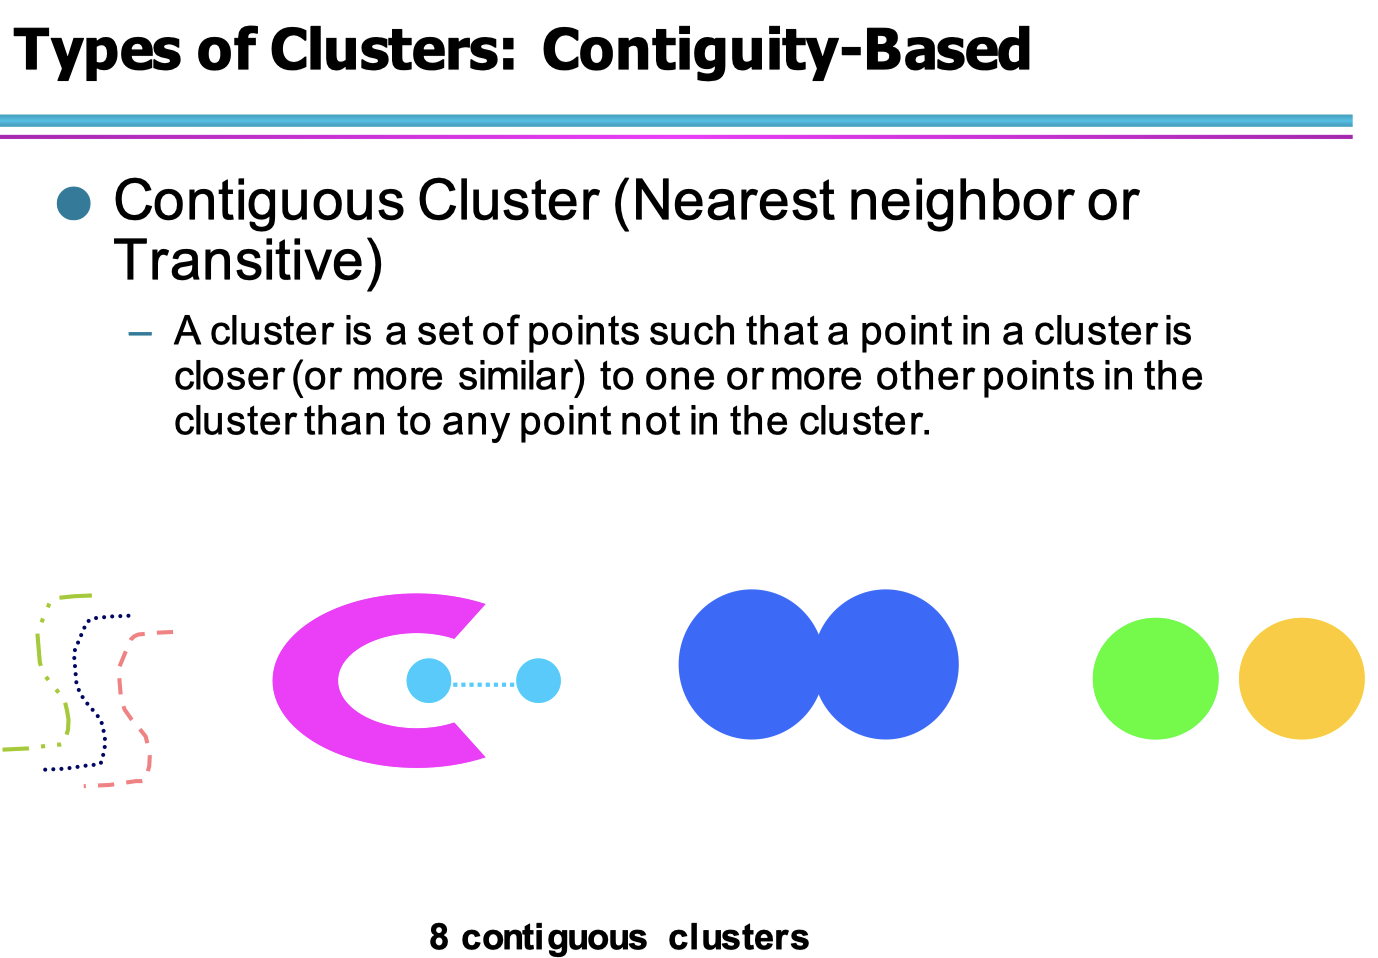 Types of Clusters: Contiguity-Based
Contiguous Cluster (Nearest neighbor or
Transitive)
– A cluster is a set of points such that a point in a cluster is
closer (or more similar) to one or more other points in the
cluster than to any point not in the cluster.
8 contiguous clusters